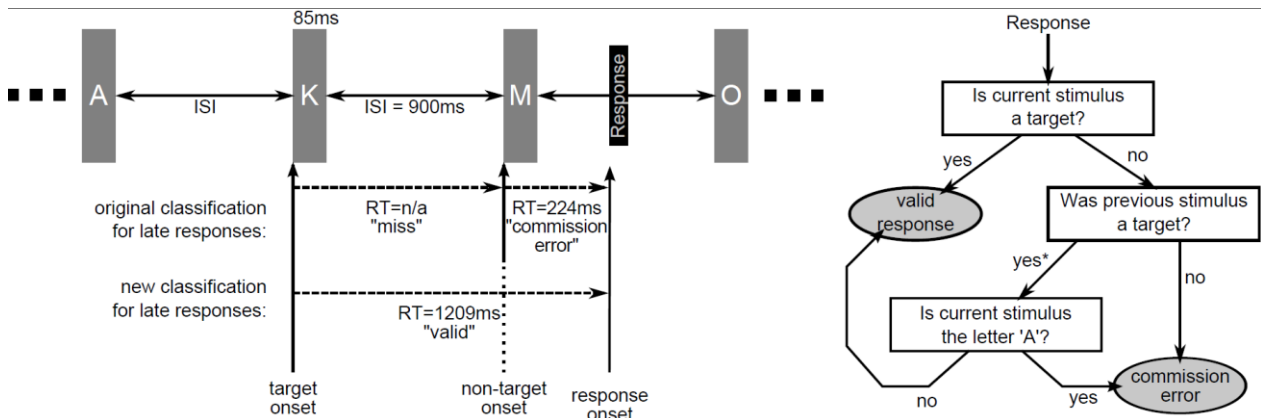 85ms
A
K
M
O
ISI
ISI = 900ms
Response
original classification
for late responses:
RT=n/a
"miss"
RT=224ms
"commission
error"
new classification
for late responses:
RT=1209ms
"valid"
target
onset
non-target
onset
response
onset
Response
Is current stimulus
a target?
yes
no
valid
response
Was previous stimulus
a target?
yes*
no
Is current stimulus
the letter 'A'?
no
yes
commission
error